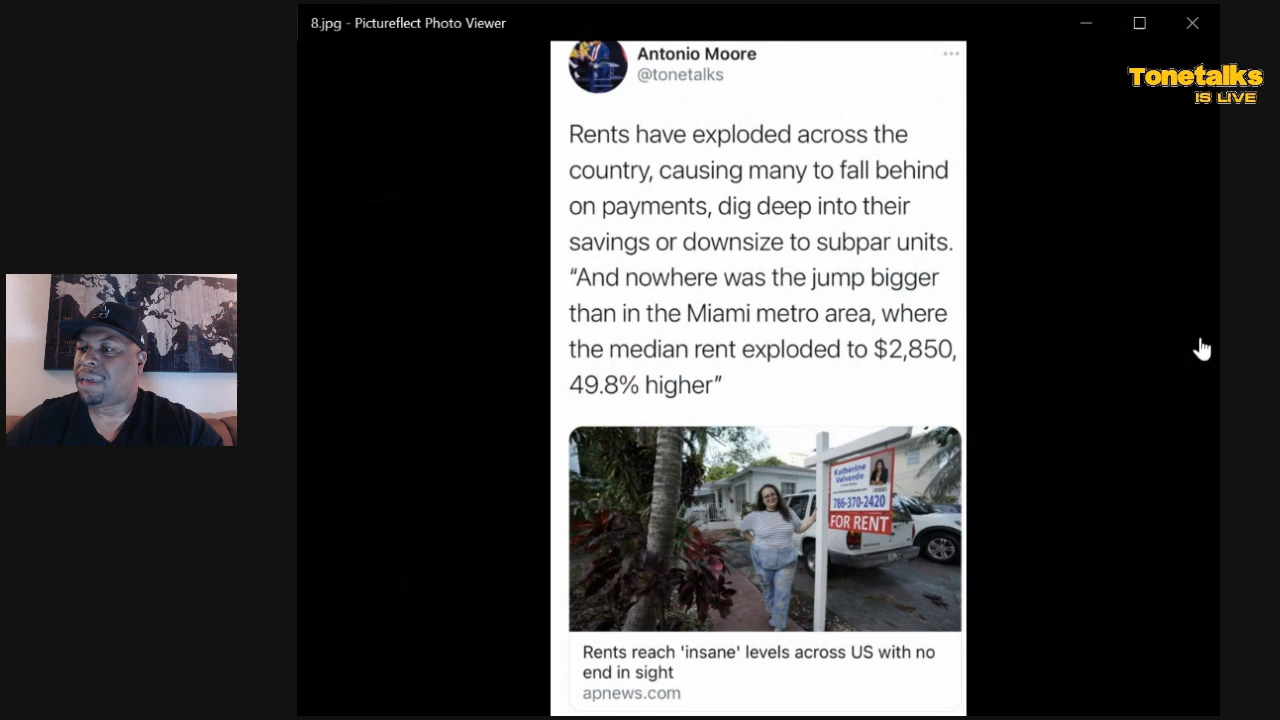 8.jpg - Pictureflect Photo Viewer
Tonetalks
IS LIVE
Antonio Moore
@tonetalks
Rents have exploded across the
country, causing many to fall behind
on payments, dig deep into their
savings or downsize to subpar units.
“And nowhere was the jump bigger
than in the Miami metro area, where
the median rent exploded to $2,850,
49.8% higher”
Katherine
Valverde
786-370-2420
FOR RENT
Rents reach 'insane' levels across US with no
end in sight
apnews.com